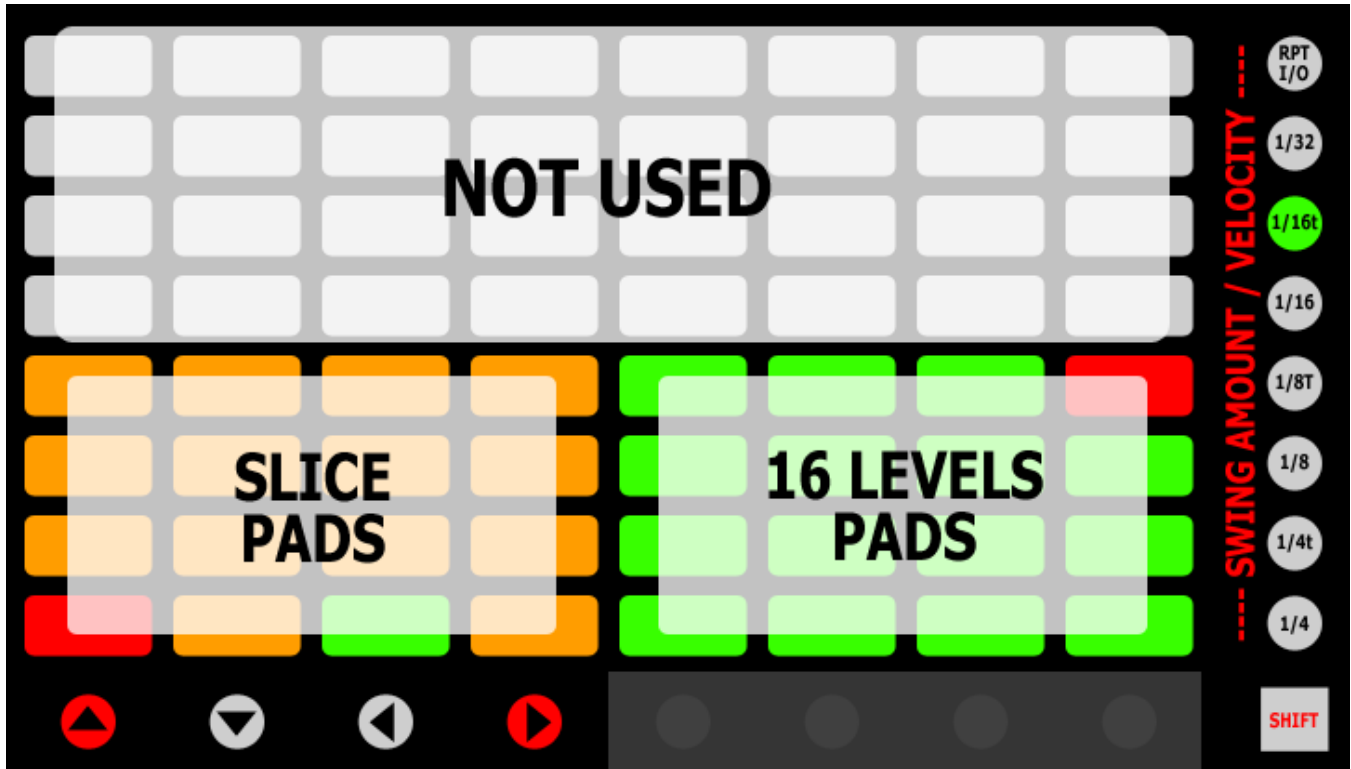 NOT USED
SLICE
PADS
16 LEVELS
PADS
---- SWING AMOUNT / VELOCITY ----
RPT
I/O
1/32
1/16t
1/16
1/8T
1/8
1/4t
1/4
SHIFT